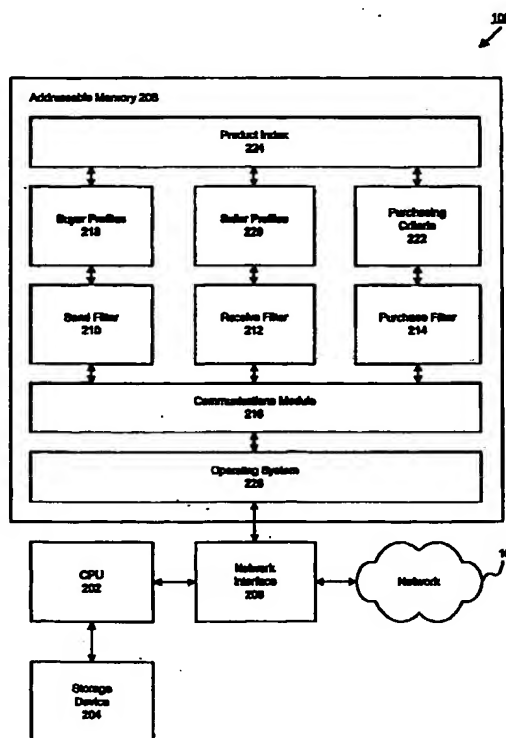 Addressable Memory 208
Product Index
224
Buyer Profiles
218
Seller Profiles
220
Purchasing
Criteria
222
Send Filter
210
Receive Filter
212
Purchase Filter
214
Communications Module
216
Operating System
226
CPU
202
Network
Interface
206
Network
Storage
Device
204